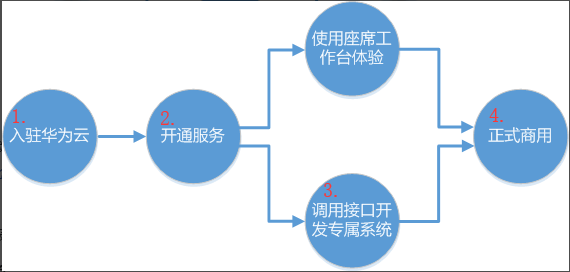 1.
入驻华为云
2.
开通服务
使用座席工
作台体验
3.
调用接口开
发专属系统
4.
正式商用